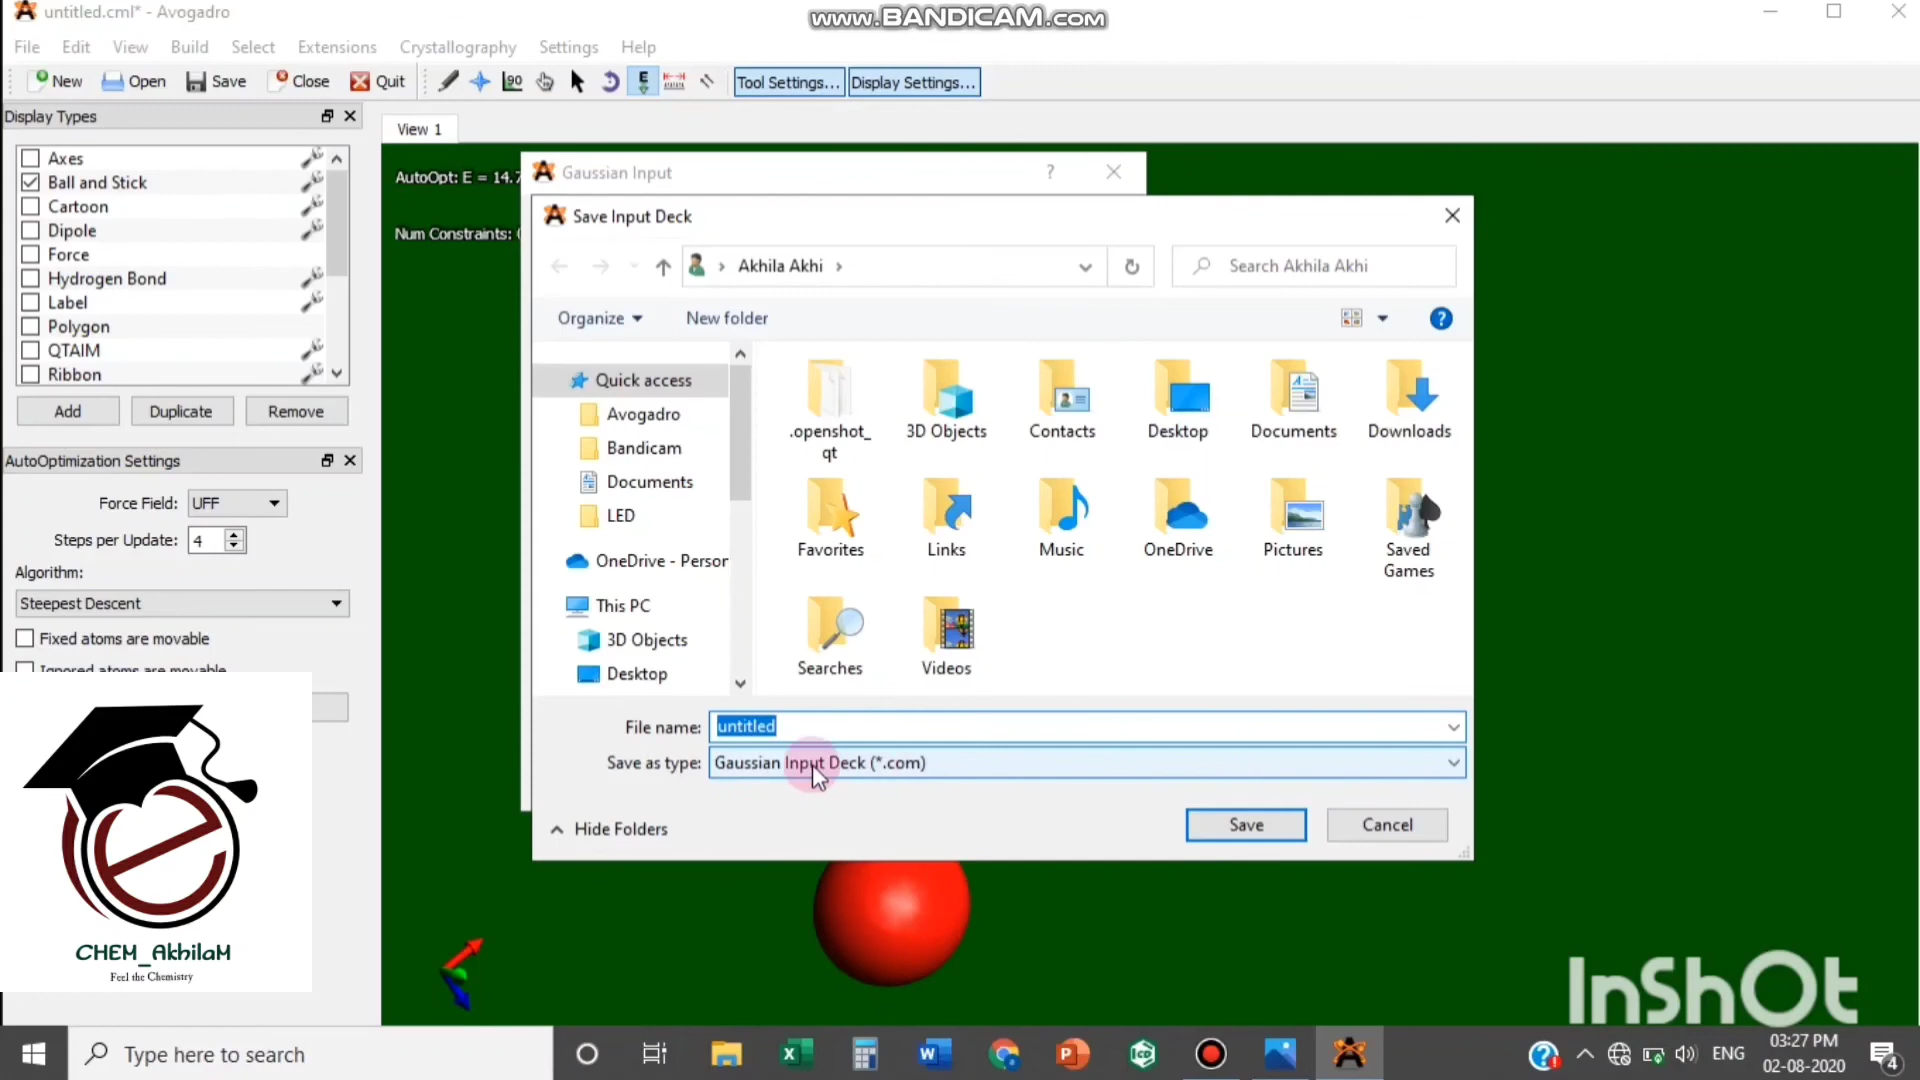 untitled.cml* - Avogadro
www.BANDICAM.com
File Edit View Build Select Extensions Crystallography Settings Help
New Open Save Close Quit Tool Settings... Display Settings...
Display Types
View 1
Axes
Ball and Stick
Cartoon
Dipole
Force
Hydrogen Bond
Label
Polygon
QTAIM
Ribbon
Add Duplicate Remove
AutoOptimization Settings
Force Field: UFF
Steps per Update: 4
Algorithm:
Steepest Descent
Fixed atoms are movable
Ignored atoms are movable
AutoOpt: E = 14.7
Num Constraints:
Gaussian Input
Save Input Deck
Akhila Akhi
Search Akhila Akhi
Organize New folder
Quick access
Avogadro
Bandicam
Documents
LED
OneDrive - Person
This PC
3D Objects
Desktop
.openshot_
qt
3D Objects
Contacts
Desktop
Documents
Downloads
Favorites
Links
Music
OneDrive
Pictures
Saved
Games
Searches
Videos
File name: untitled
Save as type: Gaussian Input Deck (*.com)
Hide Folders
Save Cancel
CHEM_AkhilaM
Feel the Chemistry
InShOt
Type here to search
ENG
03:27 PM
02-08-2020
4